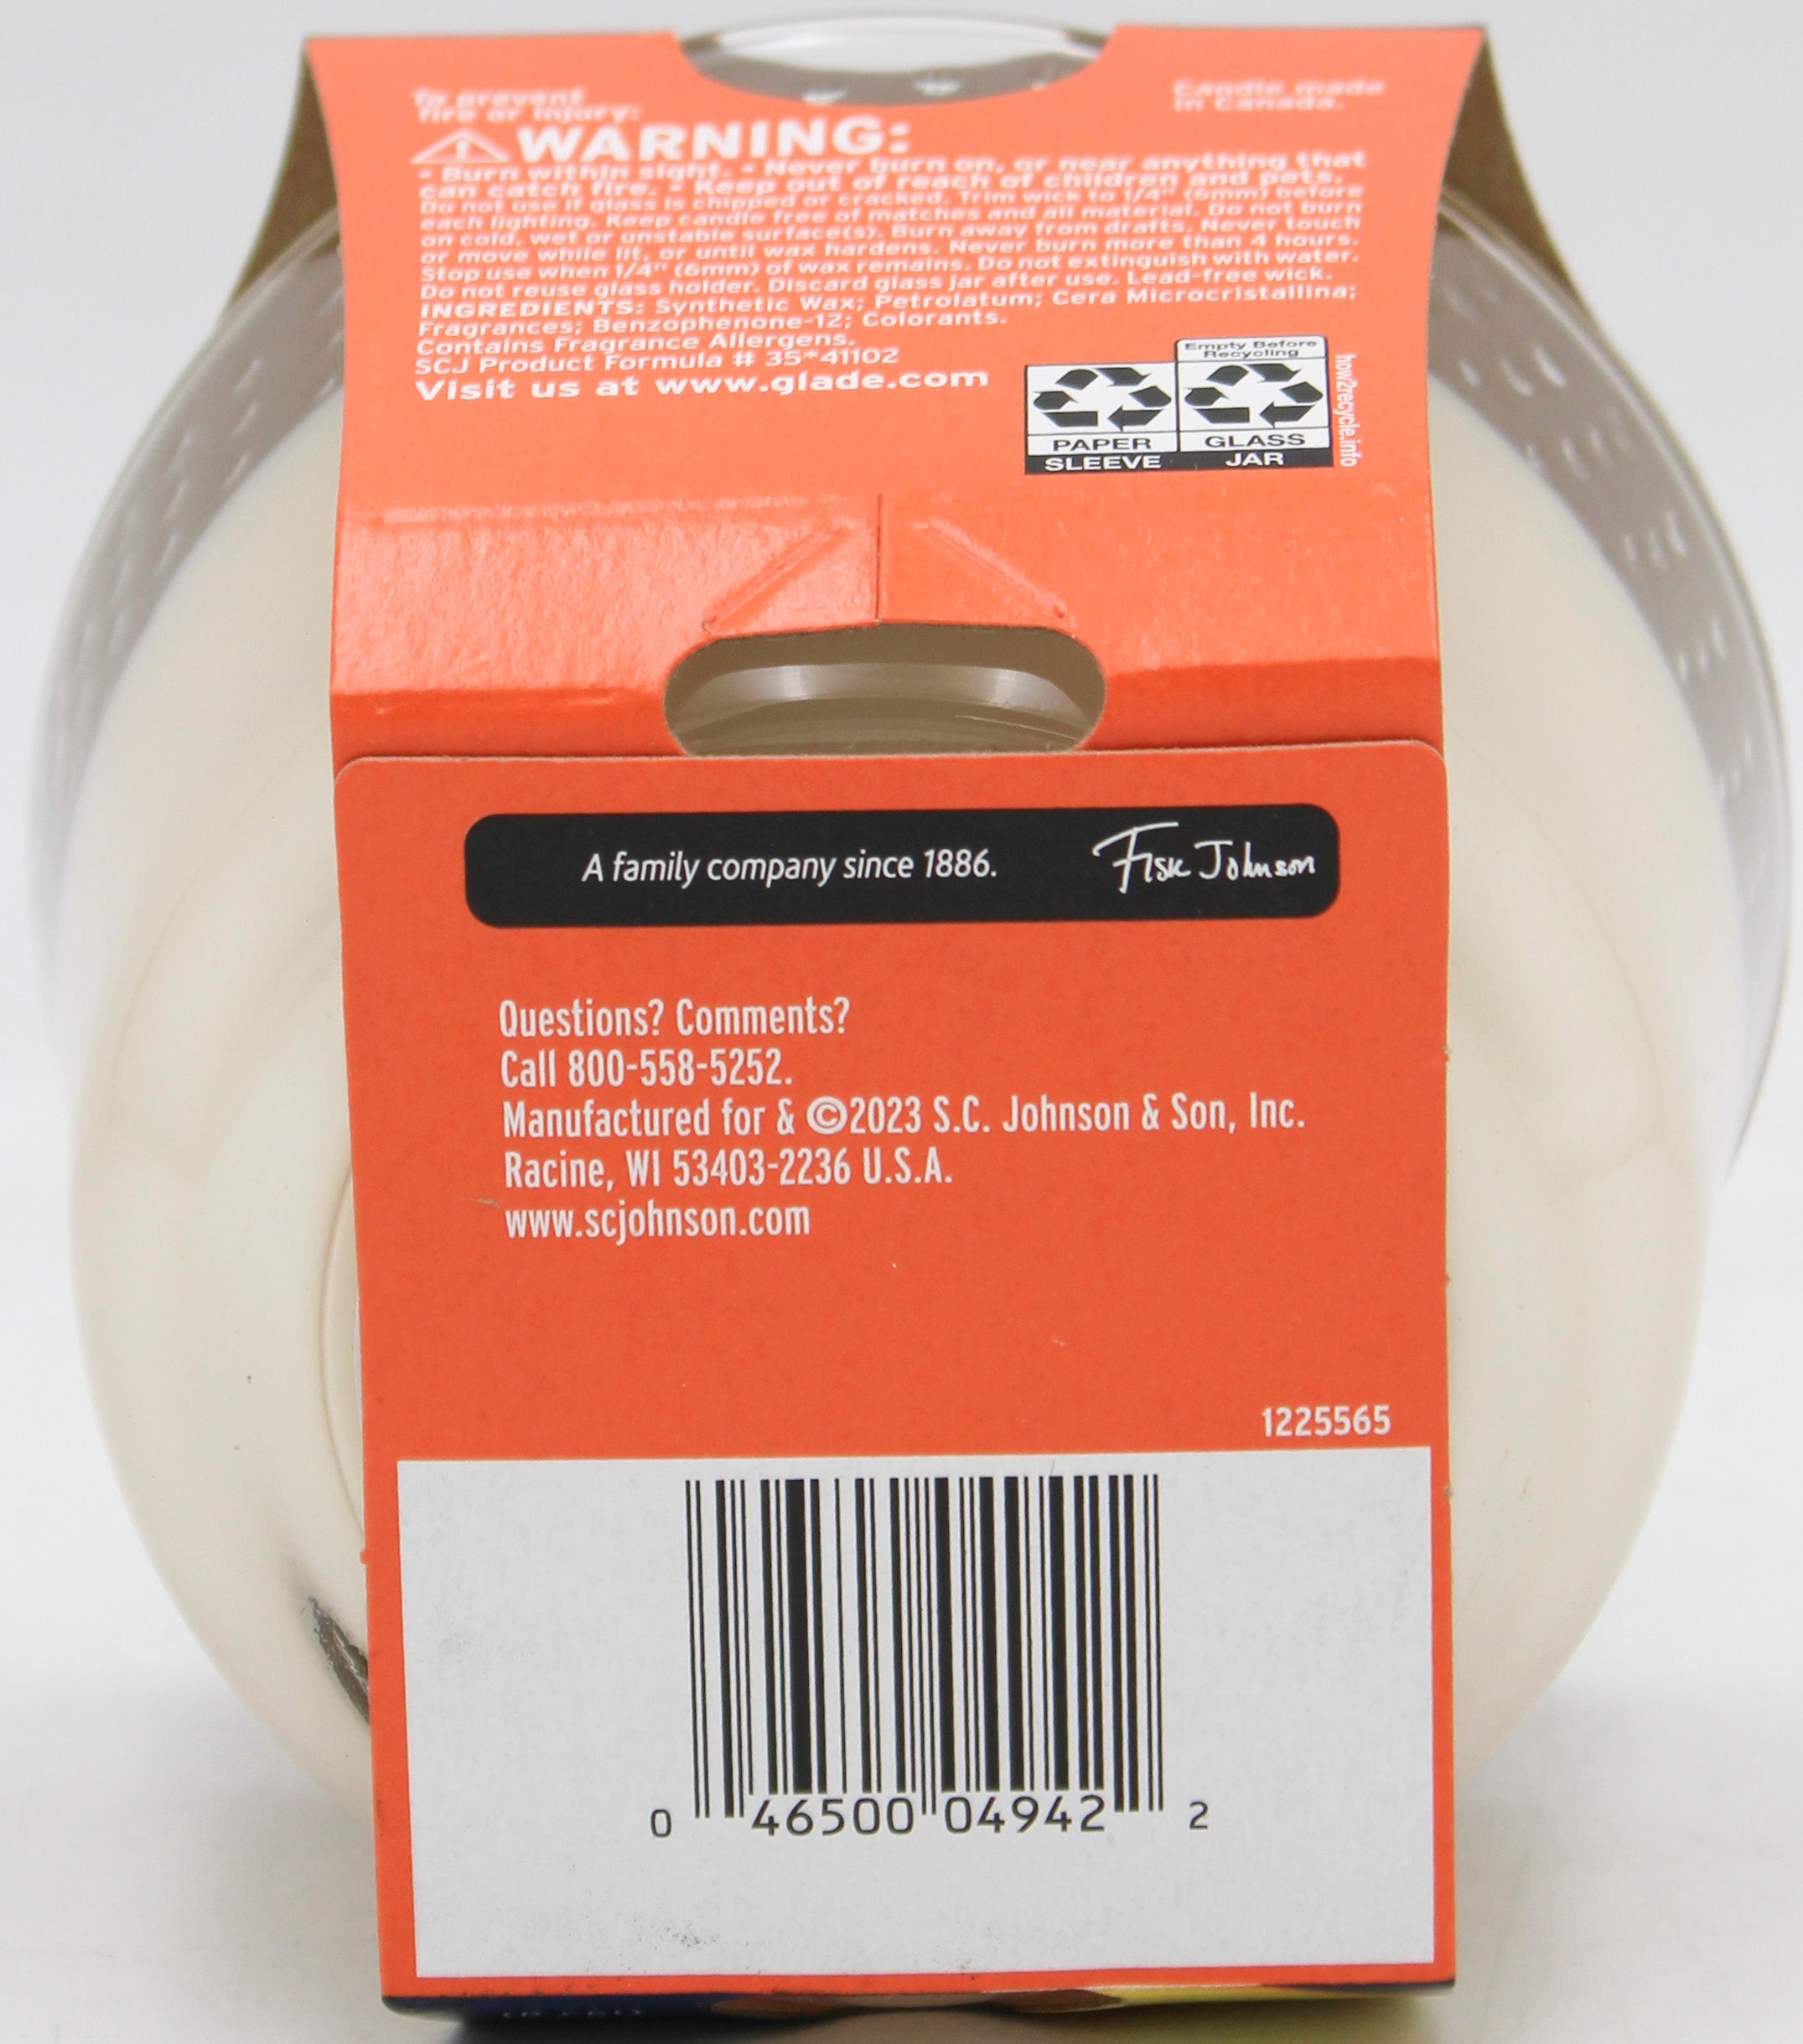 To prevent
fire or injury:
Candle made
in Canada.
WARNING:
- Burn within sight. - Never burn on, or near anything that
can catch fire. - Keep out of reach of children and pets.
Do not use if glass is chipped or cracked. Trim wick to 1/4" (6mm) before
each lighting. Keep candle free of matches and all material. Do not burn
on cold, wet or unstable surface(s). Burn away from drafts. Never touch
or move while lit, or until wax hardens. Never burn more than 4 hours.
Stop use when 1/4" (6mm) of wax remains. Do not extinguish with water.
Do not reuse glass holder. Discard glass jar after use. Lead-free wick.
INGREDIENTS: Synthetic Wax; Petrolatum; Cera Microcristallina;
Fragrances; Benzophenone-12; Colorants.
Contains Fragrance Allergens.
SCJ Product Formula # 35*41102
Visit us at www.glade.com
Empty Before
Recycling
PAPER
SLEEVE
GLASS
JAR
how2recycle.info
A family company since 1886.
Fisk Johnson
Questions? Comments?
Call 800-558-5252.
Manufactured for & ©2023 S.C. Johnson & Son, Inc.
Racine, WI 53403-2236 U.S.A.
www.scjohnson.com
1225565
0 46500 04942 2